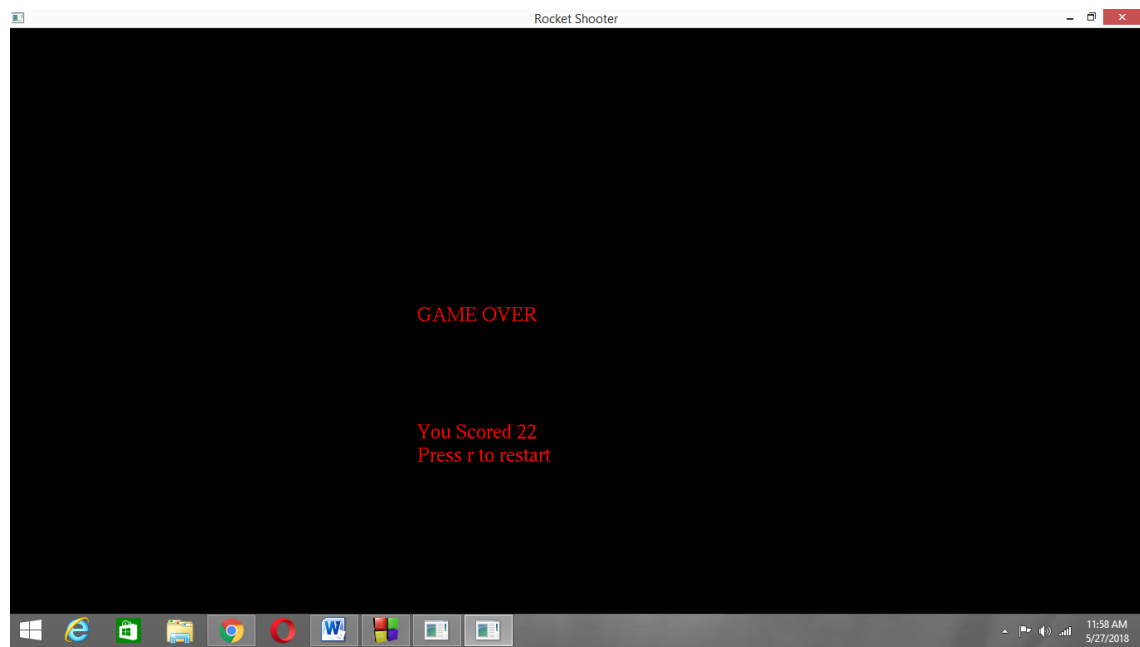 Rocket Shooter
GAME OVER
You Scored 22
Press r to restart
11:58 AM
5/27/2018